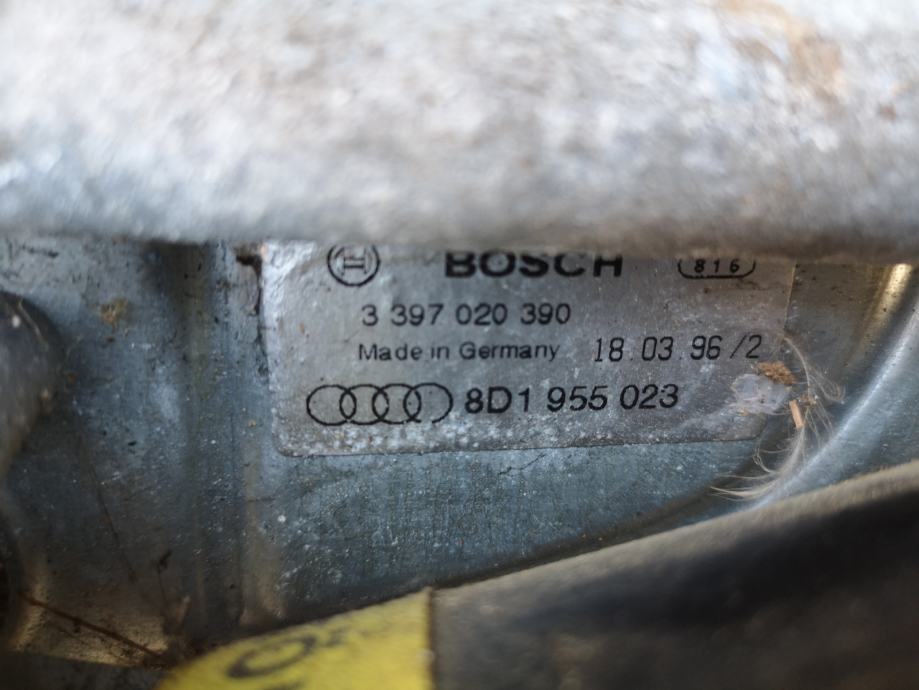 BOSCH 816
3 397 020 390
Made in Germany 18.03.96/2
8D1 955 023